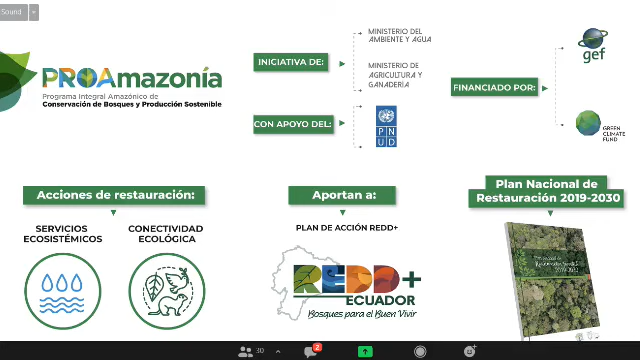 Sound
PROAmazonía
Programa Integral Amazónico de
Conservación de Bosques y Producción Sostenible
INICIATIVA DE:
MINISTERIO DEL
AMBIENTE Y AGUA
MINISTERIO DE
AGRICULTURA Y
GANADERÍA
CON APOYO DEL:
PN
UD
FINANCIADO POR:
gef
GREEN
CLIMATE
FUND
Acciones de restauración:
SERVICIOS
ECOSISTÉMICOS
CONECTIVIDAD
ECOLÓGICA
Aportan a:
PLAN DE ACCIÓN REDD+
REDD+
ECUADOR
Bosques para el Buen Vivir
Plan Nacional de
Restauración 2019-2030
30
2